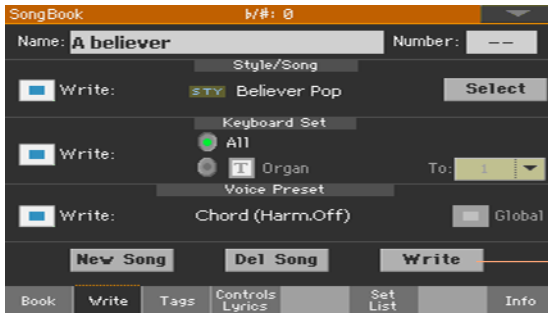 SongBook ♭/#: 0
Name: A believer Number: --
Style/Song
Write: STY Believer Pop Select
Keyboard Set
All
Write:
T Organ To: 1
Voice Preset
Write: Chord (Harm.Off) Global
New Song Del Song Write
Book Write Tags Controls Lyrics Set List Info